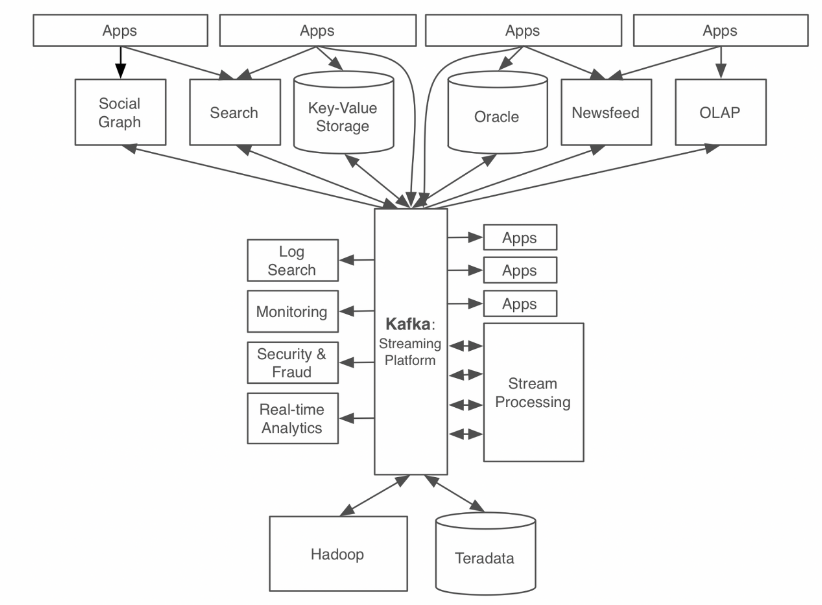 Apps
Apps
Apps
Apps
Social
Graph
Search
Key-Value
Storage
Oracle
Newsfeed
OLAP
Log
Search
Monitoring
Security &
Fraud
Real-time
Analytics
Kafka:
Streaming
Platform
Apps
Apps
Apps
Stream
Processing
Hadoop
Teradata